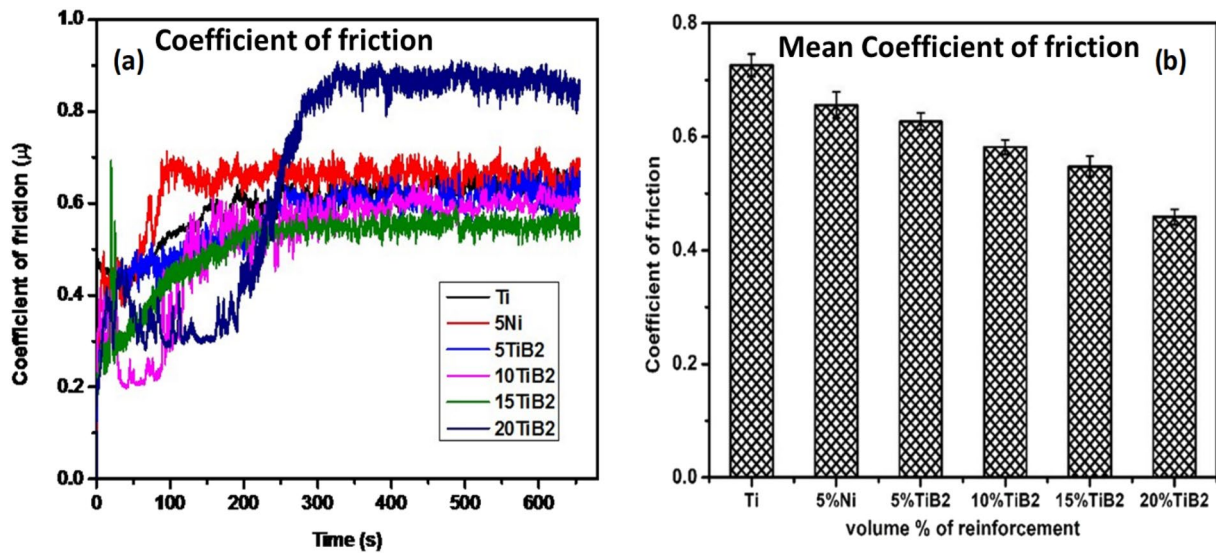 (a) Coefficient of friction
1.0
0.8
0.6
0.4
0.2
0.0
Coefficient of friction (μ)
Ti
5Ni
5TiB2
10TiB2
15TiB2
20TiB2
0 100 200 300 400 500 600
Time (s)
Mean Coefficient of friction (b)
0.8
0.6
0.4
0.2
0.0
Coefficient of friction
Ti 5%Ni 5%TiB2 10%TiB2 15%TiB2 20%TiB2
volume % of reinforcement